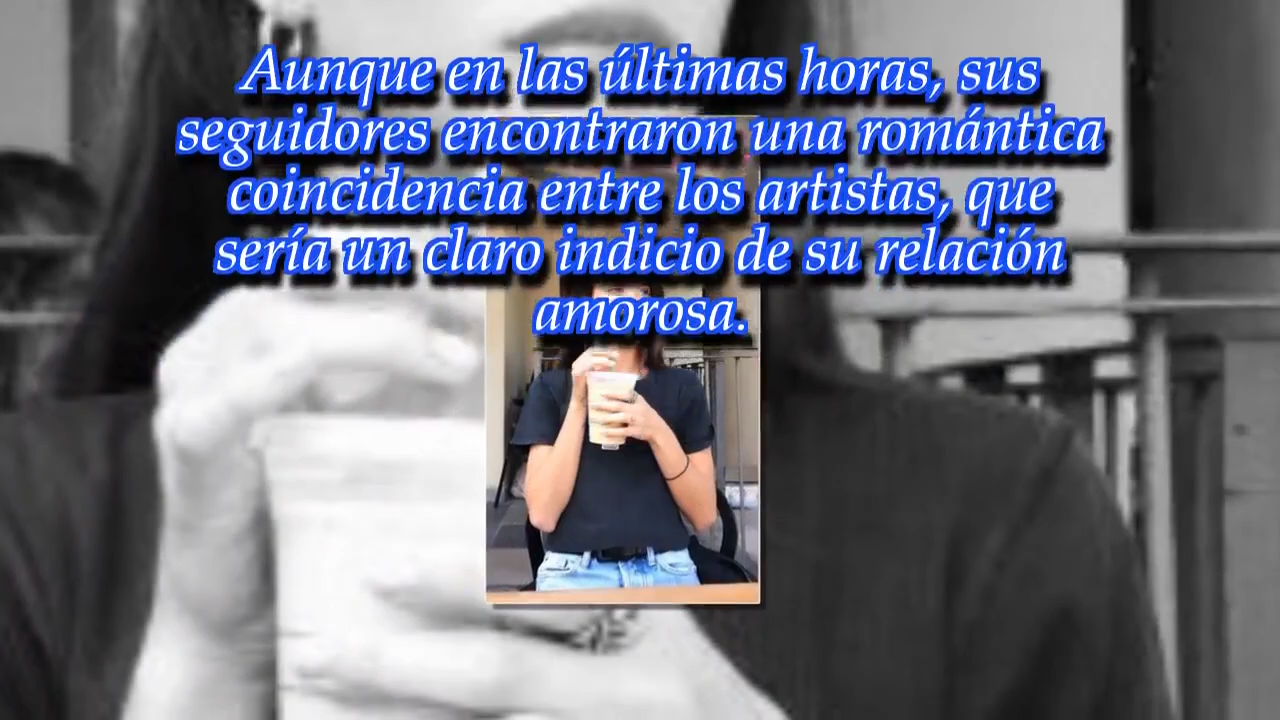 Aunque en las últimas horas, sus
seguidores encontraron una romántica
coincidencia entre los artistas, que
sería un claro indicio de su relación
amorosa.